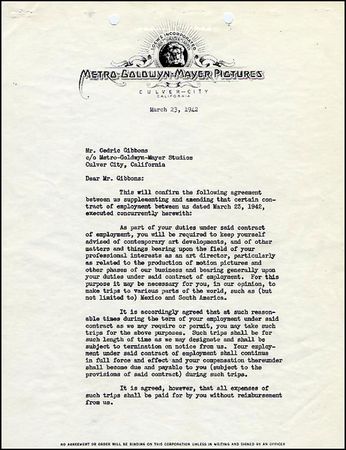 LOEW'S INCORPORATED
METRO-GOLDWYN-MAYER PICTURES
CULVER-CITY
CALIFORNIA
March 23, 1942
Mr. Cedric Gibbons
c/o Metro-Goldwyn-Mayer Studios
Culver City, California
Dear Mr. Gibbons:
This will confirm the following agreement
between us supplementing and amending that certain
contract of employment between us dated March 23, 1942,
executed concurrently herewith:
As part of your duties under said contract
of employment, you will be required to keep yourself
advised of contemporary art developments, and of other
matters and things bearing upon the field of your
professional interests as an art director, particularly
as related to the production of motion pictures and
other phases of our business and bearing generally upon
your duties under said contract of employment. For this
purpose it may be necessary for you, in our opinion, to
make trips to various parts of the world, such as (but
not limited to) Mexico and South America.
It is accordingly agreed that at such reason-
able times during the term of your employment under said
contract as we may require or permit, you may take such
trips for the above purposes. Such trips shall be for
such length of time as we may designate and shall be
subject to termination on notice from us. Your employ-
ment under said contract of employment shall continue
in full force and effect and your compensation thereunder
shall become due and payable to you (subject to the
provisions of said contract) during such trips.
It is agreed, however, that all expenses of
such trips shall be paid for by you without reimbursement
from us.
NO AGREEMENT OR ORDER WILL BE BINDING ON THIS CORPORATION UNLESS IN WRITING AND SIGNED BY AN OFFICER